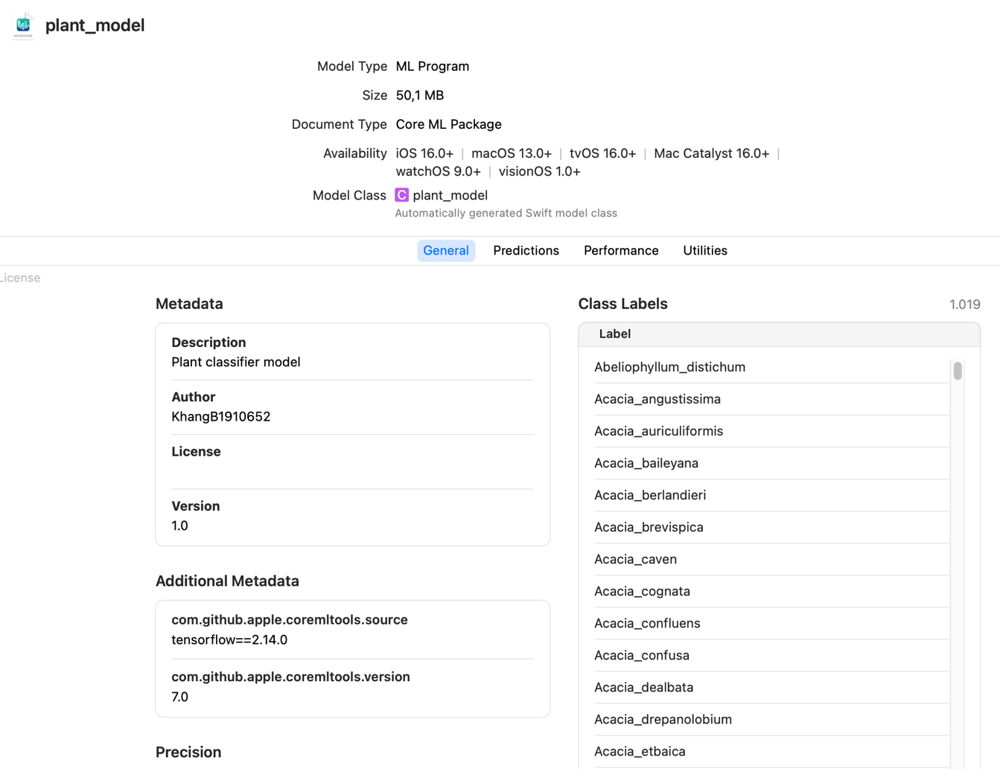 plant_model
Model Type ML Program
Size 50,1 MB
Document Type Core ML Package
Availability iOS 16.0+ | macOS 13.0+ | tvOS 16.0+ | Mac Catalyst 16.0+ |
watchOS 9.0+ | visionOS 1.0+
Model Class C plant_model
Automatically generated Swift model class
General Predictions Performance Utilities
License
Metadata
Description
Plant classifier model
Author
KhangB1910652
License
Version
1.0
Additional Metadata
com.github.apple.coremltools.source
tensorflow==2.14.0
com.github.apple.coremltools.version
7.0
Precision
Class Labels 1.019
Label
Abeliophyllum_distichum
Acacia_angustissima
Acacia_auriculiformis
Acacia_baileyana
Acacia_berlandieri
Acacia_brevispica
Acacia_caven
Acacia_cognata
Acacia_confluens
Acacia_confusa
Acacia_dealbata
Acacia_drepanolobium
Acacia_etbaica